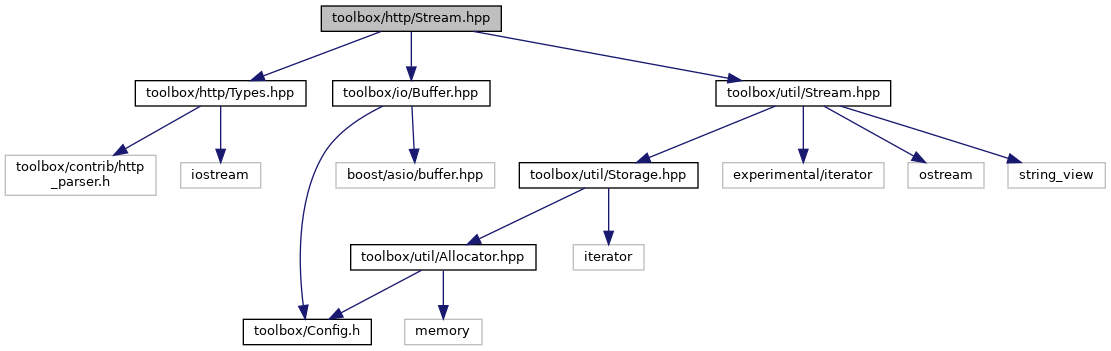 toolbox/http/Stream.hpp
toolbox/http/Types.hpp
toolbox/io/Buffer.hpp
toolbox/util/Stream.hpp
toolbox/contrib/http
_parser.h
iostream
boost/asio/buffer.hpp
toolbox/util/Storage.hpp
experimental/iterator
ostream
string_view
toolbox/util/Allocator.hpp
iterator
toolbox/Config.h
memory